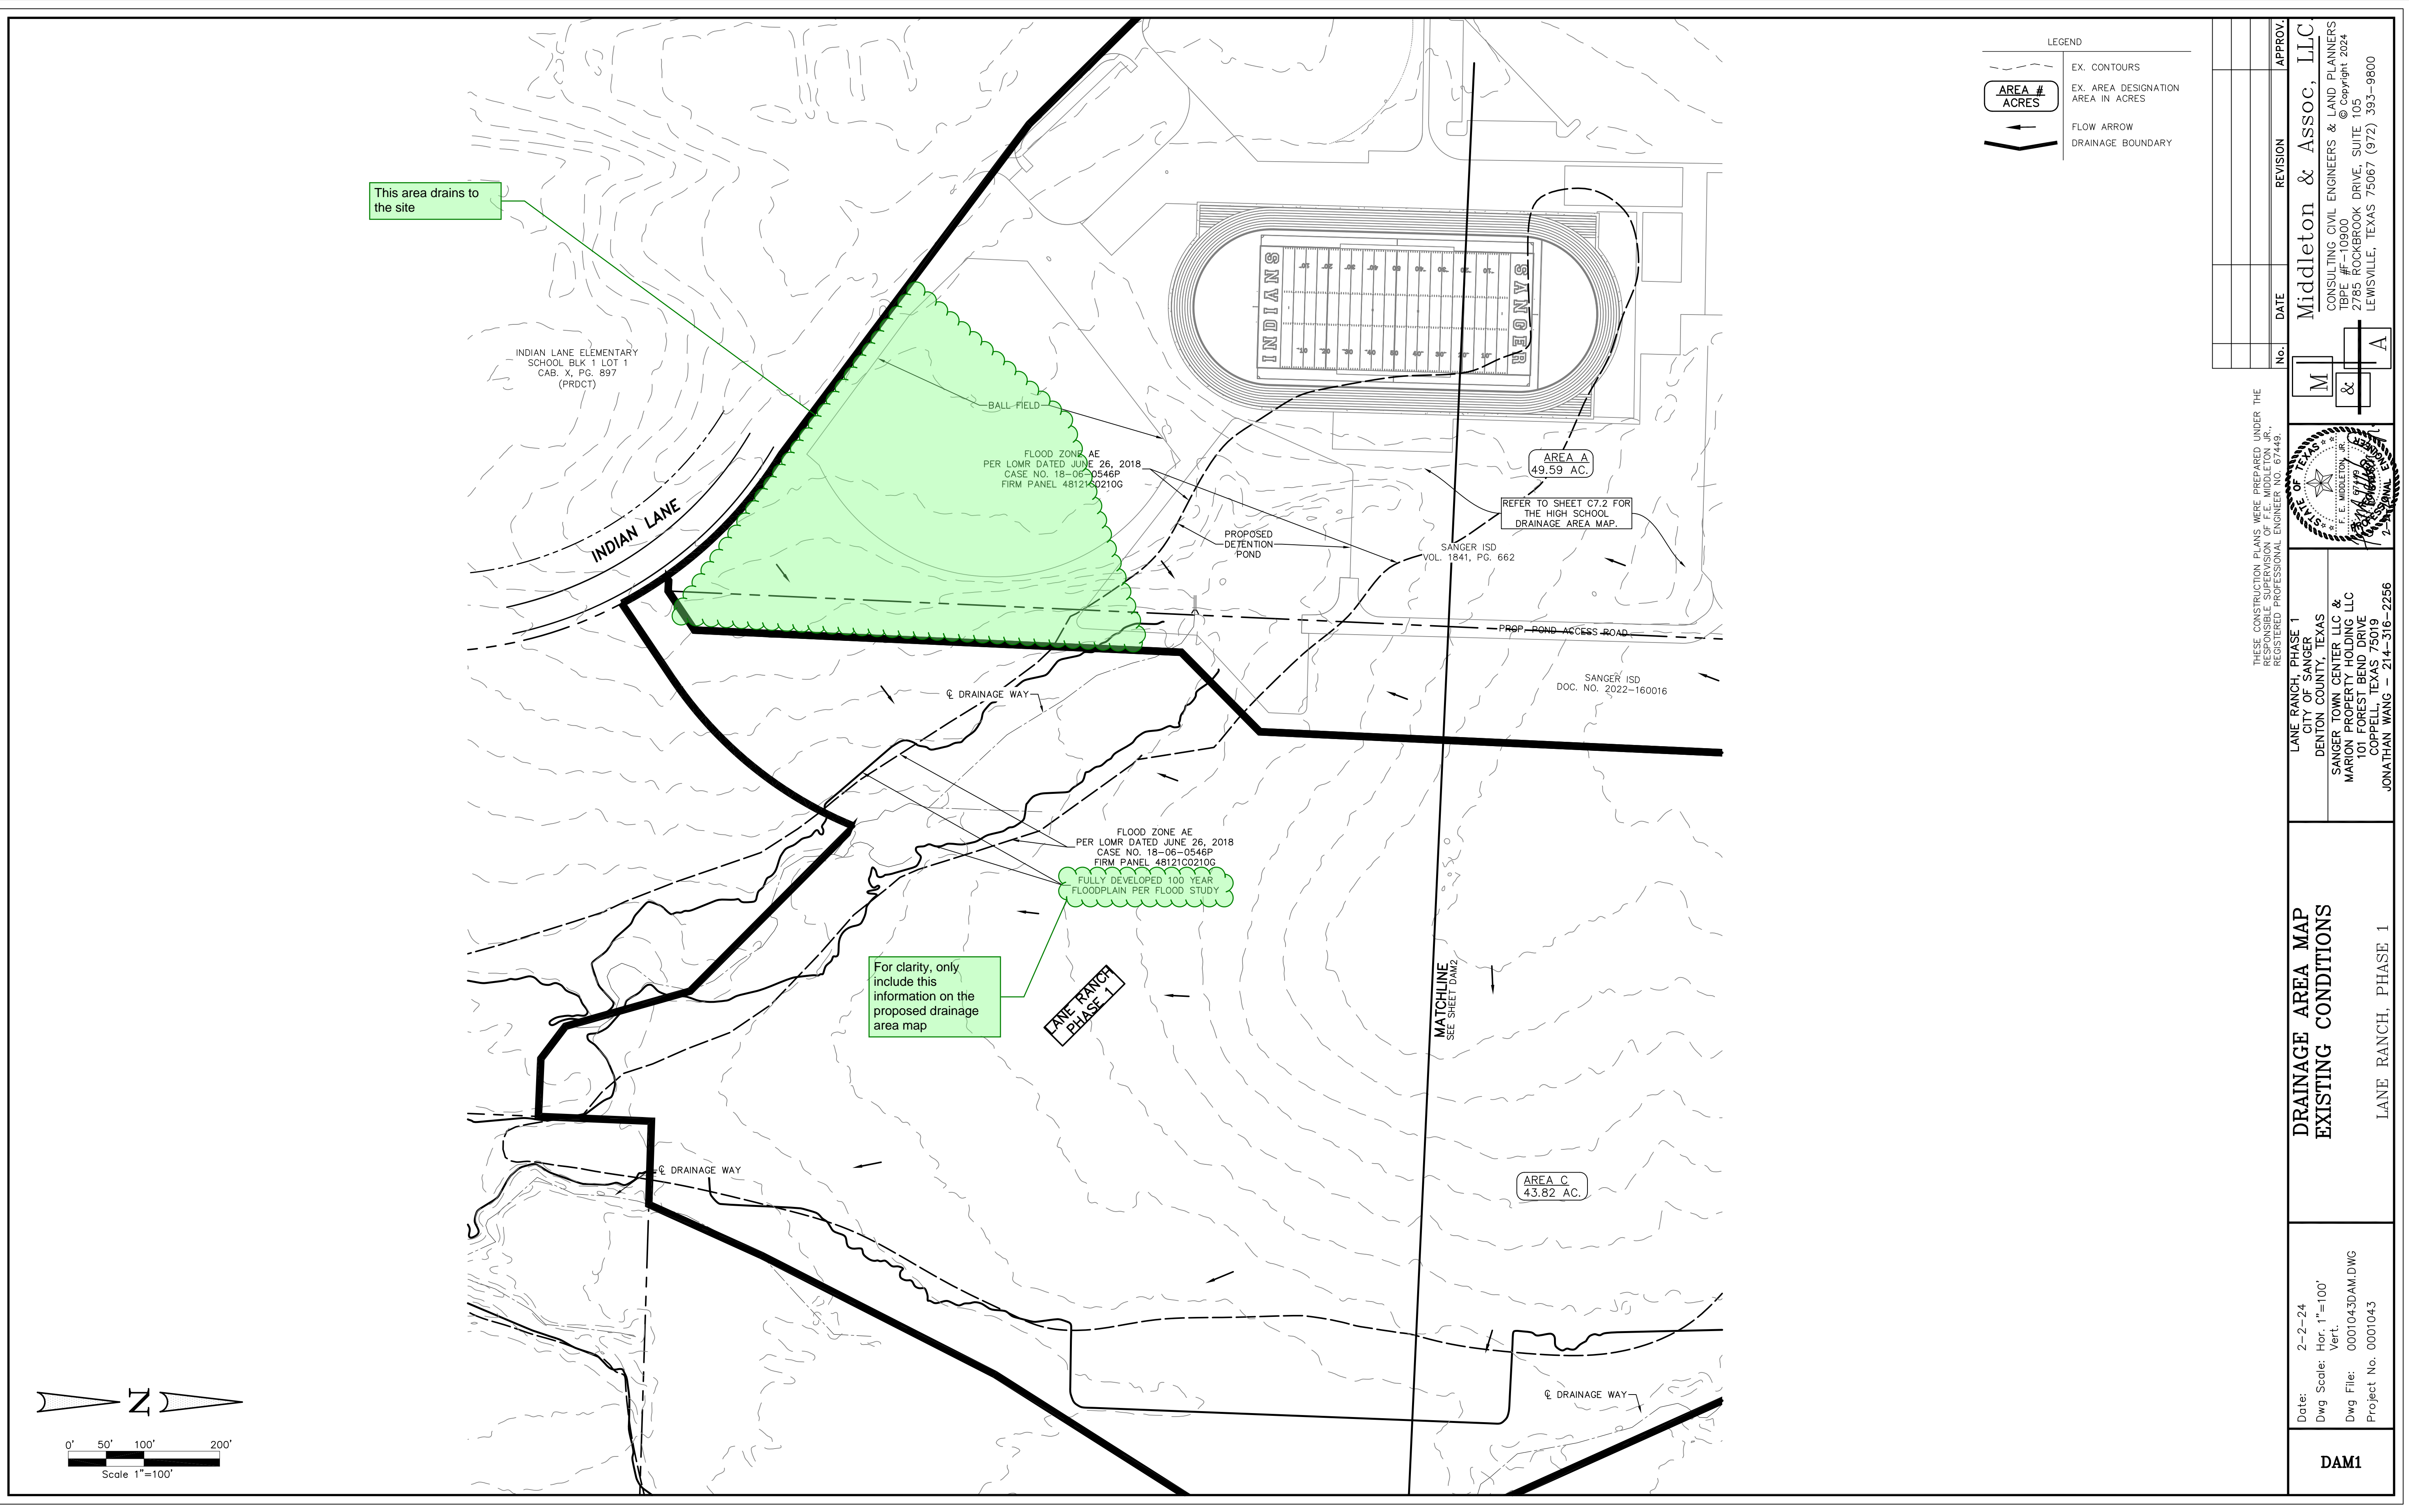 LEGEND
EX. CONTOURS
AREA #
ACRES
EX. AREA DESIGNATION
AREA IN ACRES
FLOW ARROW
DRAINAGE BOUNDARY
This area drains to
the site
INDIAN LANE ELEMENTARY
SCHOOL BLK 1 LOT 1
CAB. X, PG. 897
(PRDCT)
INDIAN LANE
BALL FIELD
FLOOD ZONE AE
PER LOMR DATED JUNE 26, 2018
CASE NO. 18-06-0546P
FIRM PANEL 48121C0210G
INDIANS
SANGER
AREA A
49.59 AC.
REFER TO SHEET C7.2 FOR
THE HIGH SCHOOL
DRAINAGE AREA MAP.
PROPOSED
DETENTION
POND
SANGER ISD
VOL. 1841, PG. 662
PROP. POND ACCESS ROAD
SANGER ISD
DOC. NO. 2022-160016
℄ DRAINAGE WAY
FLOOD ZONE AE
PER LOMR DATED JUNE 26, 2018
CASE NO. 18-06-0546P
FIRM PANEL 48121C0210G
FULLY DEVELOPED 100 YEAR
FLOODPLAIN PER FLOOD STUDY
For clarity, only
include this
information on the
proposed drainage
area map
LANE RANCH
PHASE 1
MATCHLINE
SEE SHEET DAM2
℄ DRAINAGE WAY
AREA C
43.82 AC.
℄ DRAINAGE WAY
N
0' 50' 100' 200'
Scale 1"=100'
No. DATE REVISION APPROV.
Middleton & Assoc, LLC.
CONSULTING CIVIL ENGINEERS & LAND PLANNERS
TBPE #F-10900 © Copyright 2024
2785 ROCKBROOK DRIVE, SUITE 105
LEWISVILLE, TEXAS 75067 (972) 393-9800
M & A
THESE CONSTRUCTION PLANS WERE PREPARED UNDER THE
RESPONSIBLE SUPERVISION OF F.E. MIDDLETON JR.,
REGISTERED PROFESSIONAL ENGINEER NO. 67449.
STATE OF TEXAS
F. E. MIDDLETON, JR.
67449
LANE RANCH, PHASE 1
CITY OF SANGER
DENTON COUNTY, TEXAS
SANGER TOWN CENTER LLC &
MARION PROPERTY HOLDING LLC
101 FOREST BEND DRIVE
COPPELL, TEXAS 75019
JONATHAN WANG - 214-316-2256
DRAINAGE AREA MAP
EXISTING CONDITIONS
LANE RANCH, PHASE 1
Date: 2-2-24
Dwg Scale: Hor. 1"=100'
Vert.
Dwg File: 0001043DAM.DWG
Project No. 0001043
DAM1